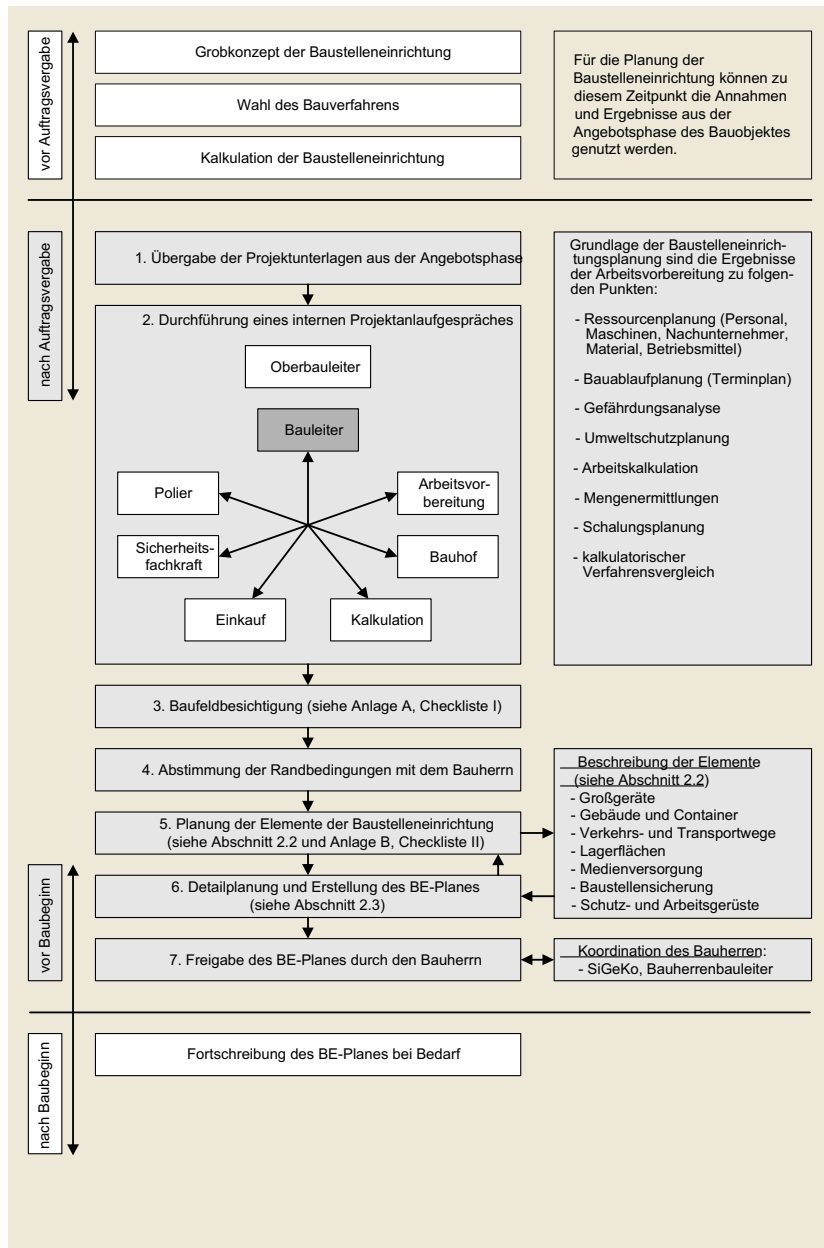 vor Auftragsvergabe
Grobkonzept der Baustelleneinrichtung
Wahl des Bauverfahrens
Kalkulation der Baustelleneinrichtung
Für die Planung der
Baustelleneinrichtung können zu
diesem Zeitpunkt die Annahmen
und Ergebnisse aus der
Angebotsphase des Bauobjektes
genutzt werden.
nach Auftragsvergabe
1. Übergabe der Projektunterlagen aus der Angebotsphase
2. Durchführung eines internen Projektanlaufgespräches
Oberbauleiter
Bauleiter
Polier
Arbeitsvor-
bereitung
Sicherheits-
fachkraft
Bauhof
Einkauf
Kalkulation
Grundlage der Baustelleneinrich-
tungsplanung sind die Ergebnisse
der Arbeitsvorbereitung zu folgen-
den Punkten:
- Ressourcenplanung (Personal,
Maschinen, Nachunternehmer,
Material, Betriebsmittel)
- Bauablaufplanung (Terminplan)
- Gefährdungsanalyse
- Umweltschutzplanung
- Arbeitskalkulation
- Mengenermittlungen
- Schalungsplanung
- kalkulatorischer
Verfahrensvergleich
3. Baufeldbesichtigung (siehe Anlage A, Checkliste I)
4. Abstimmung der Randbedingungen mit dem Bauherrn
5. Planung der Elemente der Baustelleneinrichtung
(siehe Abschnitt 2.2 und Anlage B, Checkliste II)
Beschreibung der Elemente
(siehe Abschnitt 2.2)
- Großgeräte
- Gebäude und Container
- Verkehrs- und Transportwege
- Lagerflächen
- Medienversorgung
- Baustellensicherung
- Schutz- und Arbeitsgerüste
vor Baubeginn
6. Detailplanung und Erstellung des BE-Planes
(siehe Abschnitt 2.3)
7. Freigabe des BE-Planes durch den Bauherrn
Koordination des Bauherren:
- SiGeKo, Bauherrenbauleiter
nach Baubeginn
Fortschreibung des BE-Planes bei Bedarf